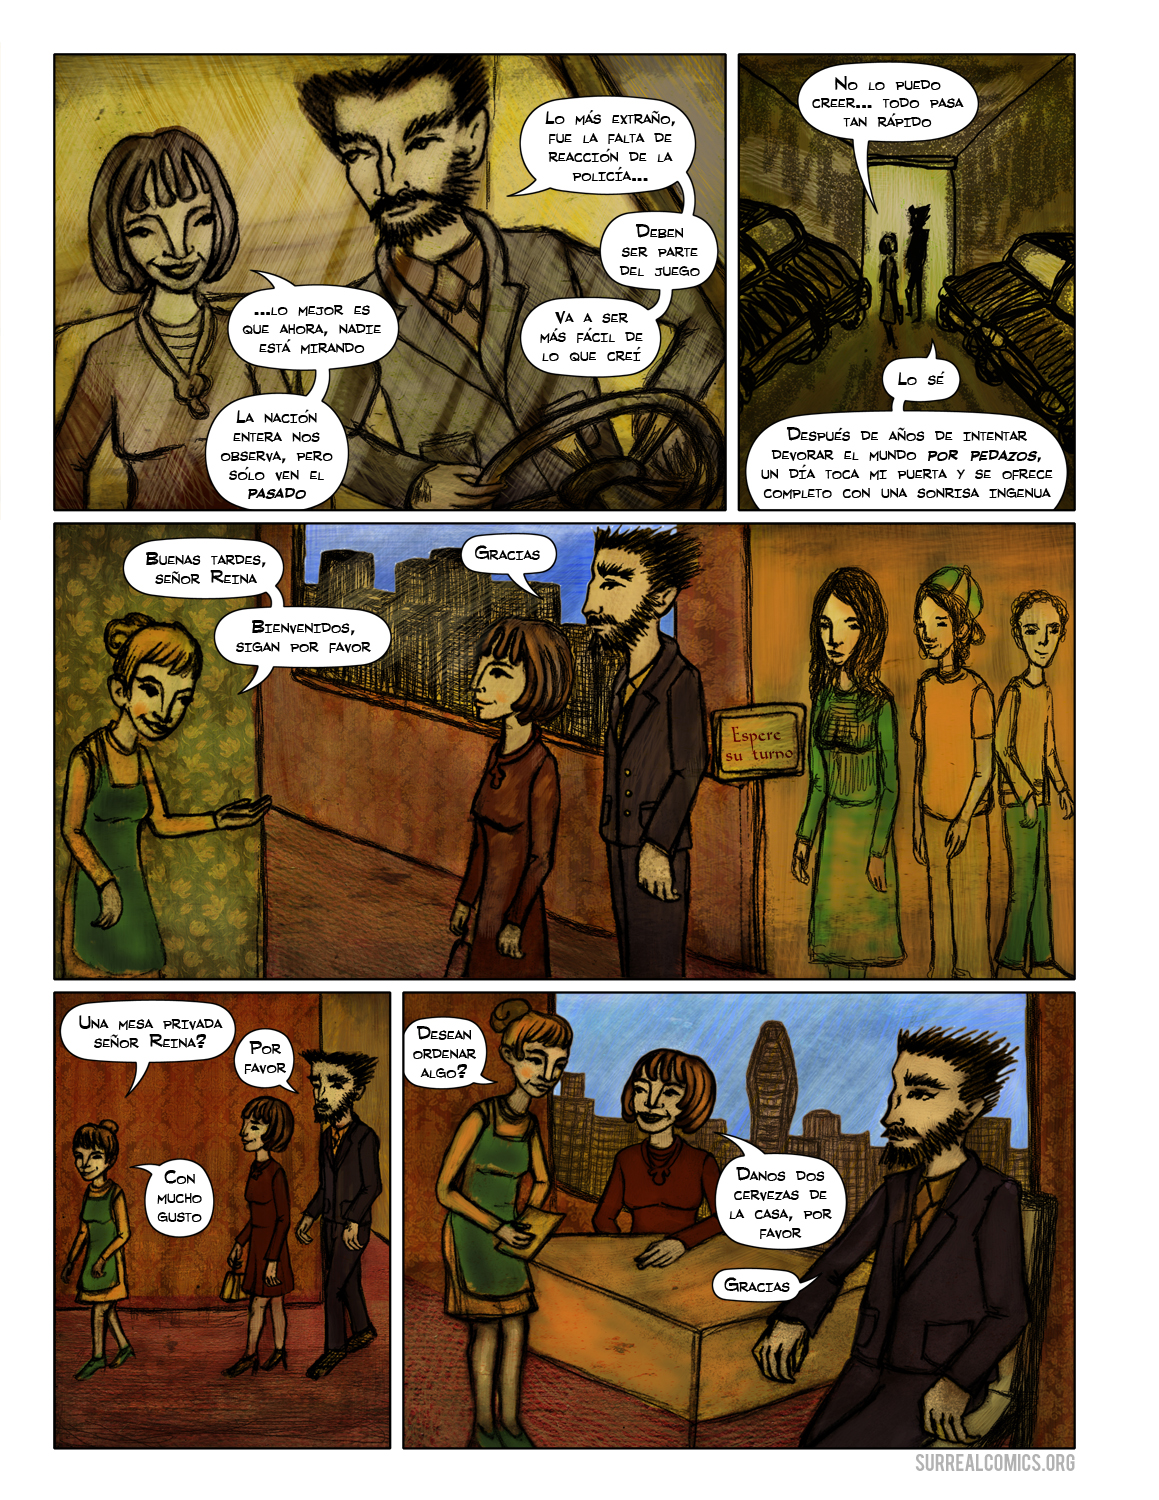 Lo más extraño,
fue la falta de
reacción de la
policía...
Deben
ser parte
del juego
Va a ser
más fácil de
lo que creí
...lo mejor es
que ahora, nadie
está mirando
La nación
entera nos
observa, pero
sólo ven el
pasado
No lo puedo
creer... todo pasa
tan rápido
Lo sé
Después de años de intentar
devorar el mundo por pedazos,
un día toca mi puerta y se ofrece
completo con una sonrisa ingenua
Buenas tardes,
señor Reina
Bienvenidos,
sigan por favor
Gracias
Espere
su turno
Una mesa privada
señor Reina?
Por
favor
Con
mucho
gusto
Desean
ordenar
algo?
Danos dos
cervezas de
la casa, por
favor
Gracias
SURREALCOMICS.ORG